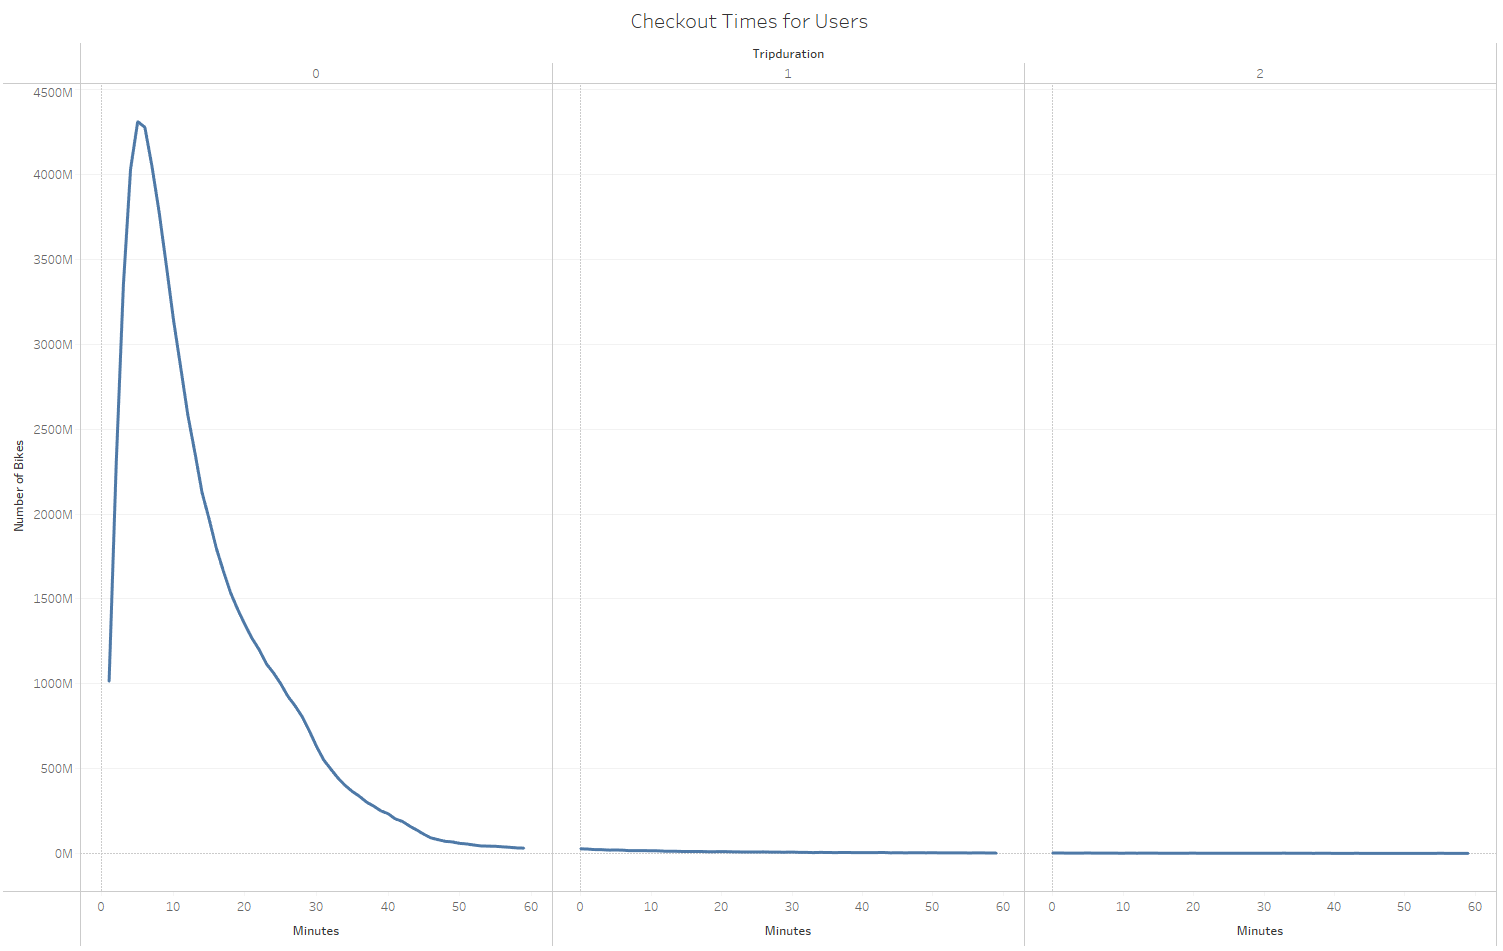 Checkout Times for Users
Tripduration
0 1 2
4500M
4000M
3500M
3000M
2500M
2000M
1500M
1000M
500M
0M
Number of Bikes
0 10 20 30 40 50 60 0 10 20 30 40 50 60 0 10 20 30 40 50 60
Minutes Minutes Minutes